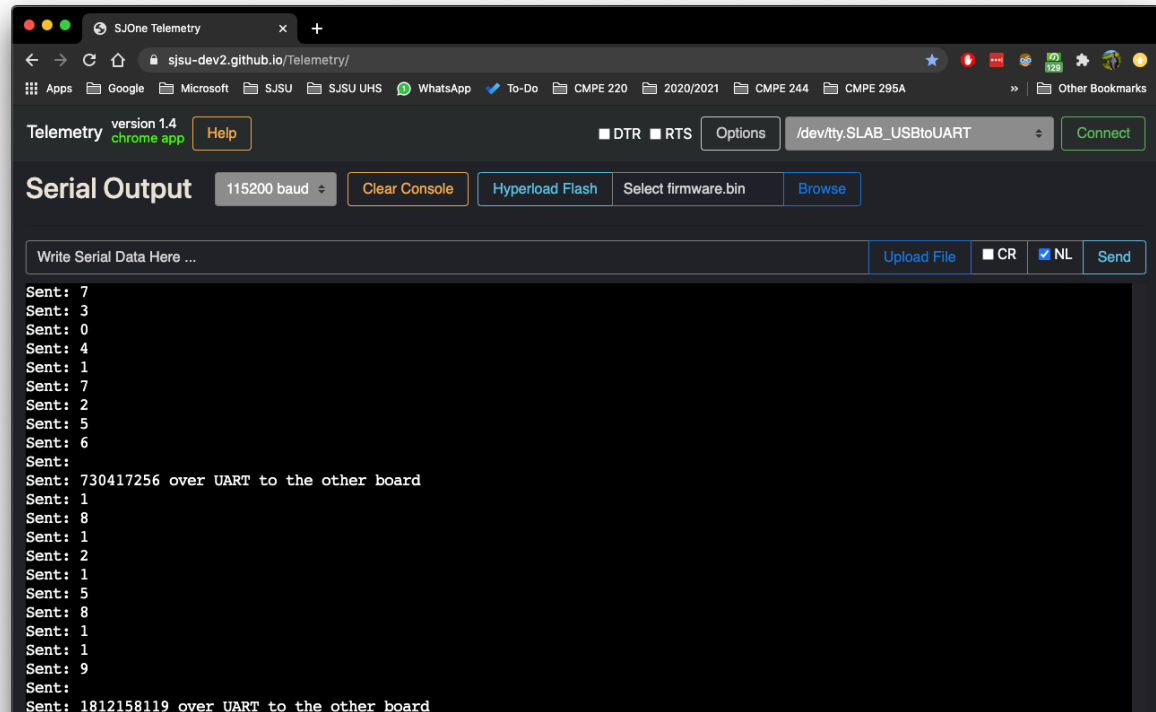 SJOne Telemetry
sjsu-dev2.github.io/Telemetry/
129
Apps Google Microsoft SJSU SJSU UHS WhatsApp To-Do CMPE 220 2020/2021 CMPE 244 CMPE 295A » Other Bookmarks
Telemetry version 1.4 chrome app Help DTR RTS Options /dev/tty.SLAB_USBtoUART Connect
Serial Output 115200 baud Clear Console Hyperload Flash Select firmware.bin Browse
Write Serial Data Here ... Upload File CR NL Send
Sent: 7
Sent: 3
Sent: 0
Sent: 4
Sent: 1
Sent: 7
Sent: 2
Sent: 5
Sent: 6
Sent:
Sent: 730417256 over UART to the other board
Sent: 1
Sent: 8
Sent: 1
Sent: 2
Sent: 1
Sent: 5
Sent: 8
Sent: 1
Sent: 1
Sent: 9
Sent:
Sent: 1812158119 over UART to the other board